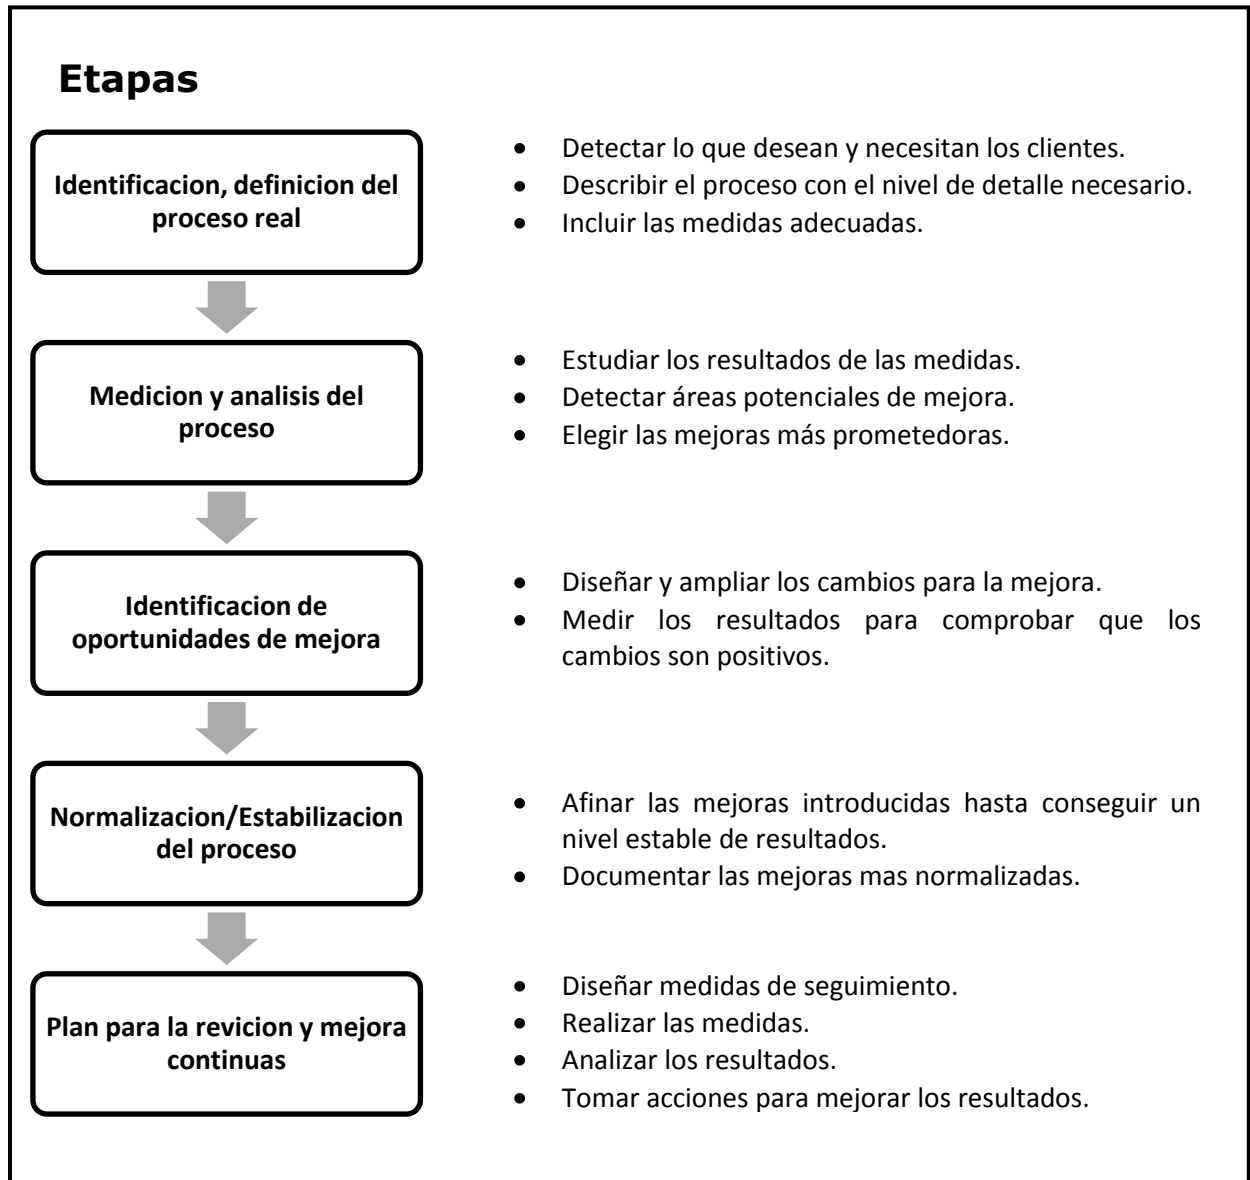 Etapas
Identificacion, definicion del
proceso real
• Detectar lo que desean y necesitan los clientes.
• Describir el proceso con el nivel de detalle necesario.
• Incluir las medidas adecuadas.
Medicion y analisis del
proceso
• Estudiar los resultados de las medidas.
• Detectar áreas potenciales de mejora.
• Elegir las mejoras más prometedoras.
Identificacion de
oportunidades de mejora
• Diseñar y ampliar los cambios para la mejora.
• Medir los resultados para comprobar que los
cambios son positivos.
Normalizacion/Estabilizacion
del proceso
• Afinar las mejoras introducidas hasta conseguir un
nivel estable de resultados.
• Documentar las mejoras mas normalizadas.
Plan para la revicion y mejora
continuas
• Diseñar medidas de seguimiento.
• Realizar las medidas.
• Analizar los resultados.
• Tomar acciones para mejorar los resultados.